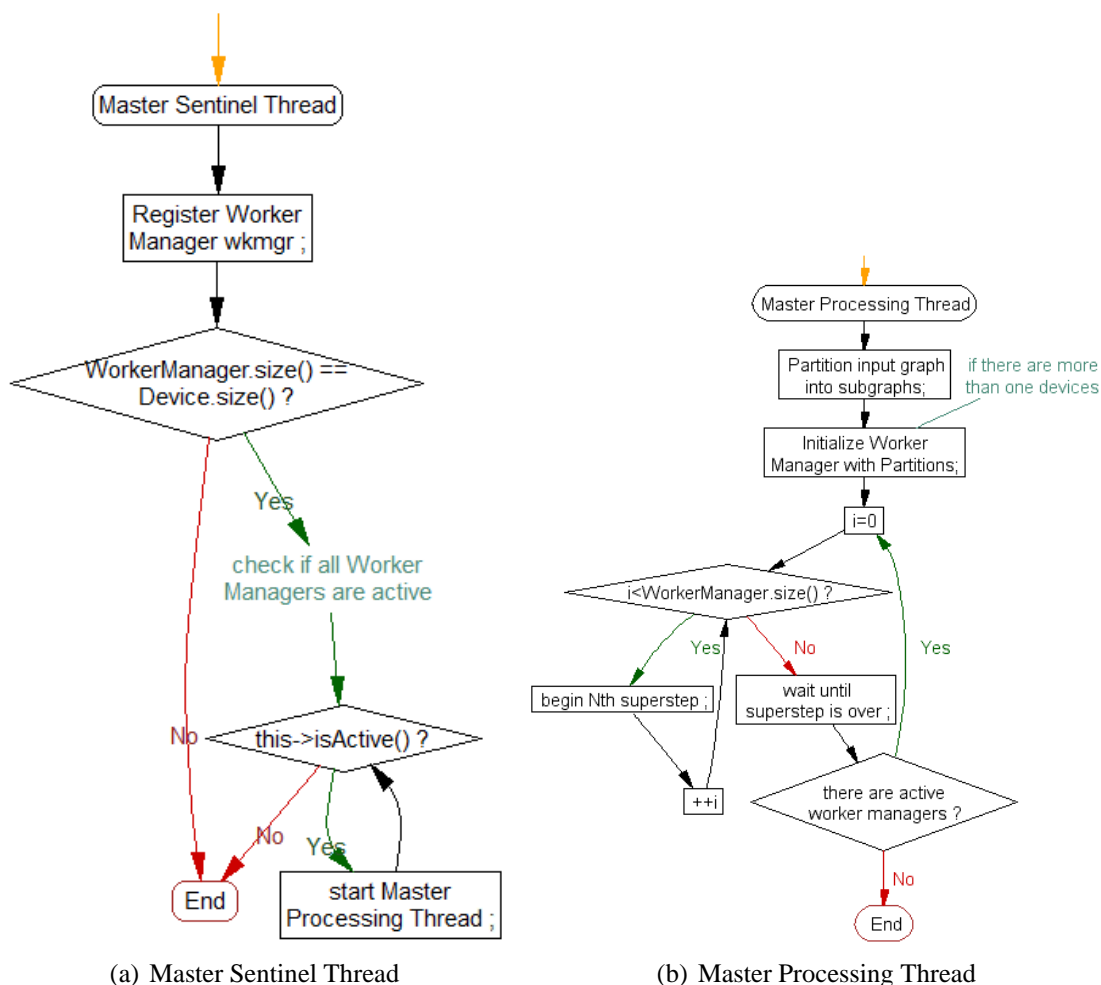 Master Sentinel Thread
Register Worker
Manager wkmgr ;
WorkerManager.size() ==
Device.size() ?
Yes
check if all Worker
Managers are active
No
this->isActive() ?
No
Yes
End
start Master
Processing Thread ;
(a) Master Sentinel Thread
Master Processing Thread
Partition input graph
into subgraphs;
if there are more
than one devices
Initialize Worker
Manager with Partitions;
i=0
i<WorkerManager.size() ?
Yes
No
Yes
begin Nth superstep ;
wait until
superstep is over ;
++i
there are active
worker managers ?
No
End
(b) Master Processing Thread